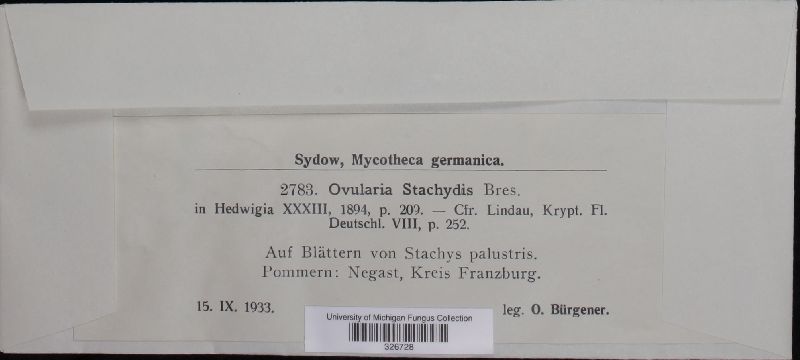 Sydow, Mycotheca germanica.
2783. Ovularia Stachydis Bres.
in Hedwigia XXXIII, 1894, p. 209. — Cfr. Lindau, Krypt. Fl.
Deutschl. VIII, p. 252.
Auf Blättern von Stachys palustris.
Pommern: Negast, Kreis Franzburg.
15. IX. 1933. leg. O. Bürgener.
University of Michigan Fungus Collection
326728